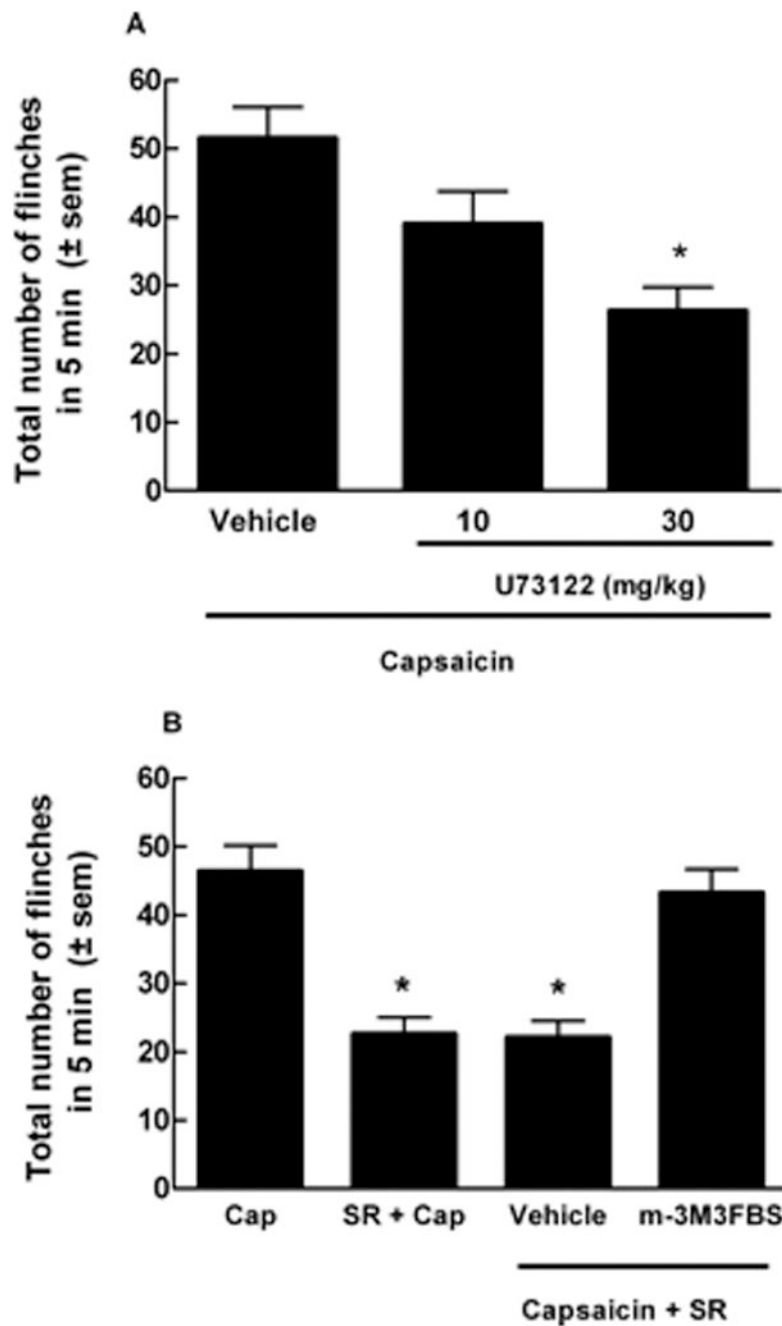 A
Total number of flinches
in 5 min (± sem)
60
50
40
30
20
10
0
*
Vehicle 10 30
U73122 (mg/kg)
Capsaicin
B
Total number of flinches
in 5 min (± sem)
60
50
40
30
20
10
0
* *
Cap SR + Cap Vehicle m-3M3FBS
Capsaicin + SR